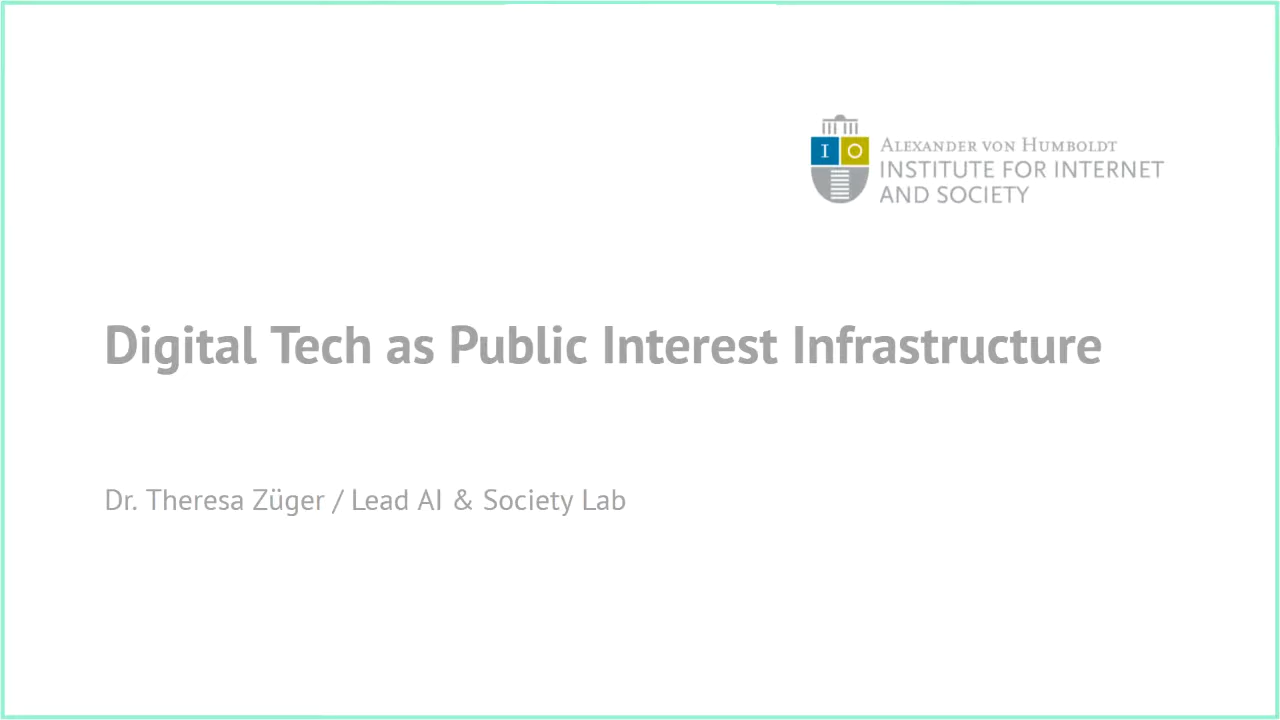 I O
ALEXANDER VON HUMBOLDT
INSTITUTE FOR INTERNET
AND SOCIETY
Digital Tech as Public Interest Infrastructure
Dr. Theresa Züger / Lead AI & Society Lab